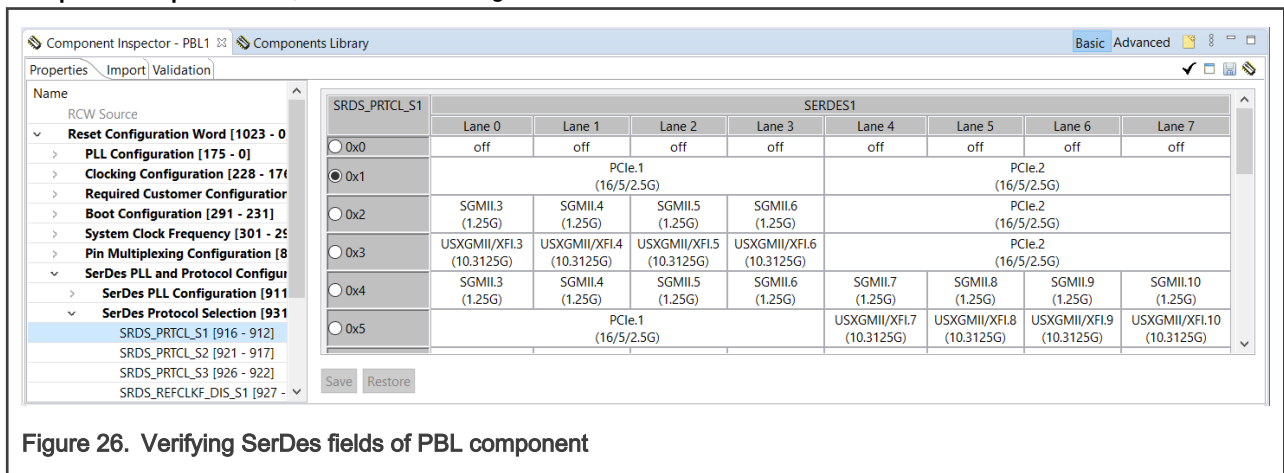 Component Inspector - PBL1 Components Library Basic Advanced
Properties Import Validation
Name
RCW Source
Reset Configuration Word [1023 - 0
PLL Configuration [175 - 0]
Clocking Configuration [228 - 176
Required Customer Configuration
Boot Configuration [291 - 231]
System Clock Frequency [301 - 29
Pin Multiplexing Configuration [8
SerDes PLL and Protocol Configur
SerDes PLL Configuration [911
SerDes Protocol Selection [931
SRDS_PRTCL_S1 [916 - 912]
SRDS_PRTCL_S2 [921 - 917]
SRDS_PRTCL_S3 [926 - 922]
SRDS_REFCLKF_DIS_S1 [927 -
SRDS_PRTCL_S1 SERDES1
Lane 0 Lane 1 Lane 2 Lane 3 Lane 4 Lane 5 Lane 6 Lane 7
0x0 off off off off off off off off
0x1 PCIe.1 PCIe.2
(16/5/2.5G) (16/5/2.5G)
0x2 SGMII.3 SGMII.4 SGMII.5 SGMII.6 PCIe.2
(1.25G) (1.25G) (1.25G) (1.25G) (16/5/2.5G)
0x3 USXGMII/XFI.3 USXGMII/XFI.4 USXGMII/XFI.5 USXGMII/XFI.6 PCIe.2
(10.3125G) (10.3125G) (10.3125G) (10.3125G) (16/5/2.5G)
0x4 SGMII.3 SGMII.4 SGMII.5 SGMII.6 SGMII.7 SGMII.8 SGMII.9 SGMII.10
(1.25G) (1.25G) (1.25G) (1.25G) (1.25G) (1.25G) (1.25G) (1.25G)
0x5 PCIe.1 USXGMII/XFI.7 USXGMII/XFI.8 USXGMII/XFI.9 USXGMII/XFI.10
(16/5/2.5G) (10.3125G) (10.3125G) (10.3125G) (10.3125G)
Save Restore
Figure 26. Verifying SerDes fields of PBL component